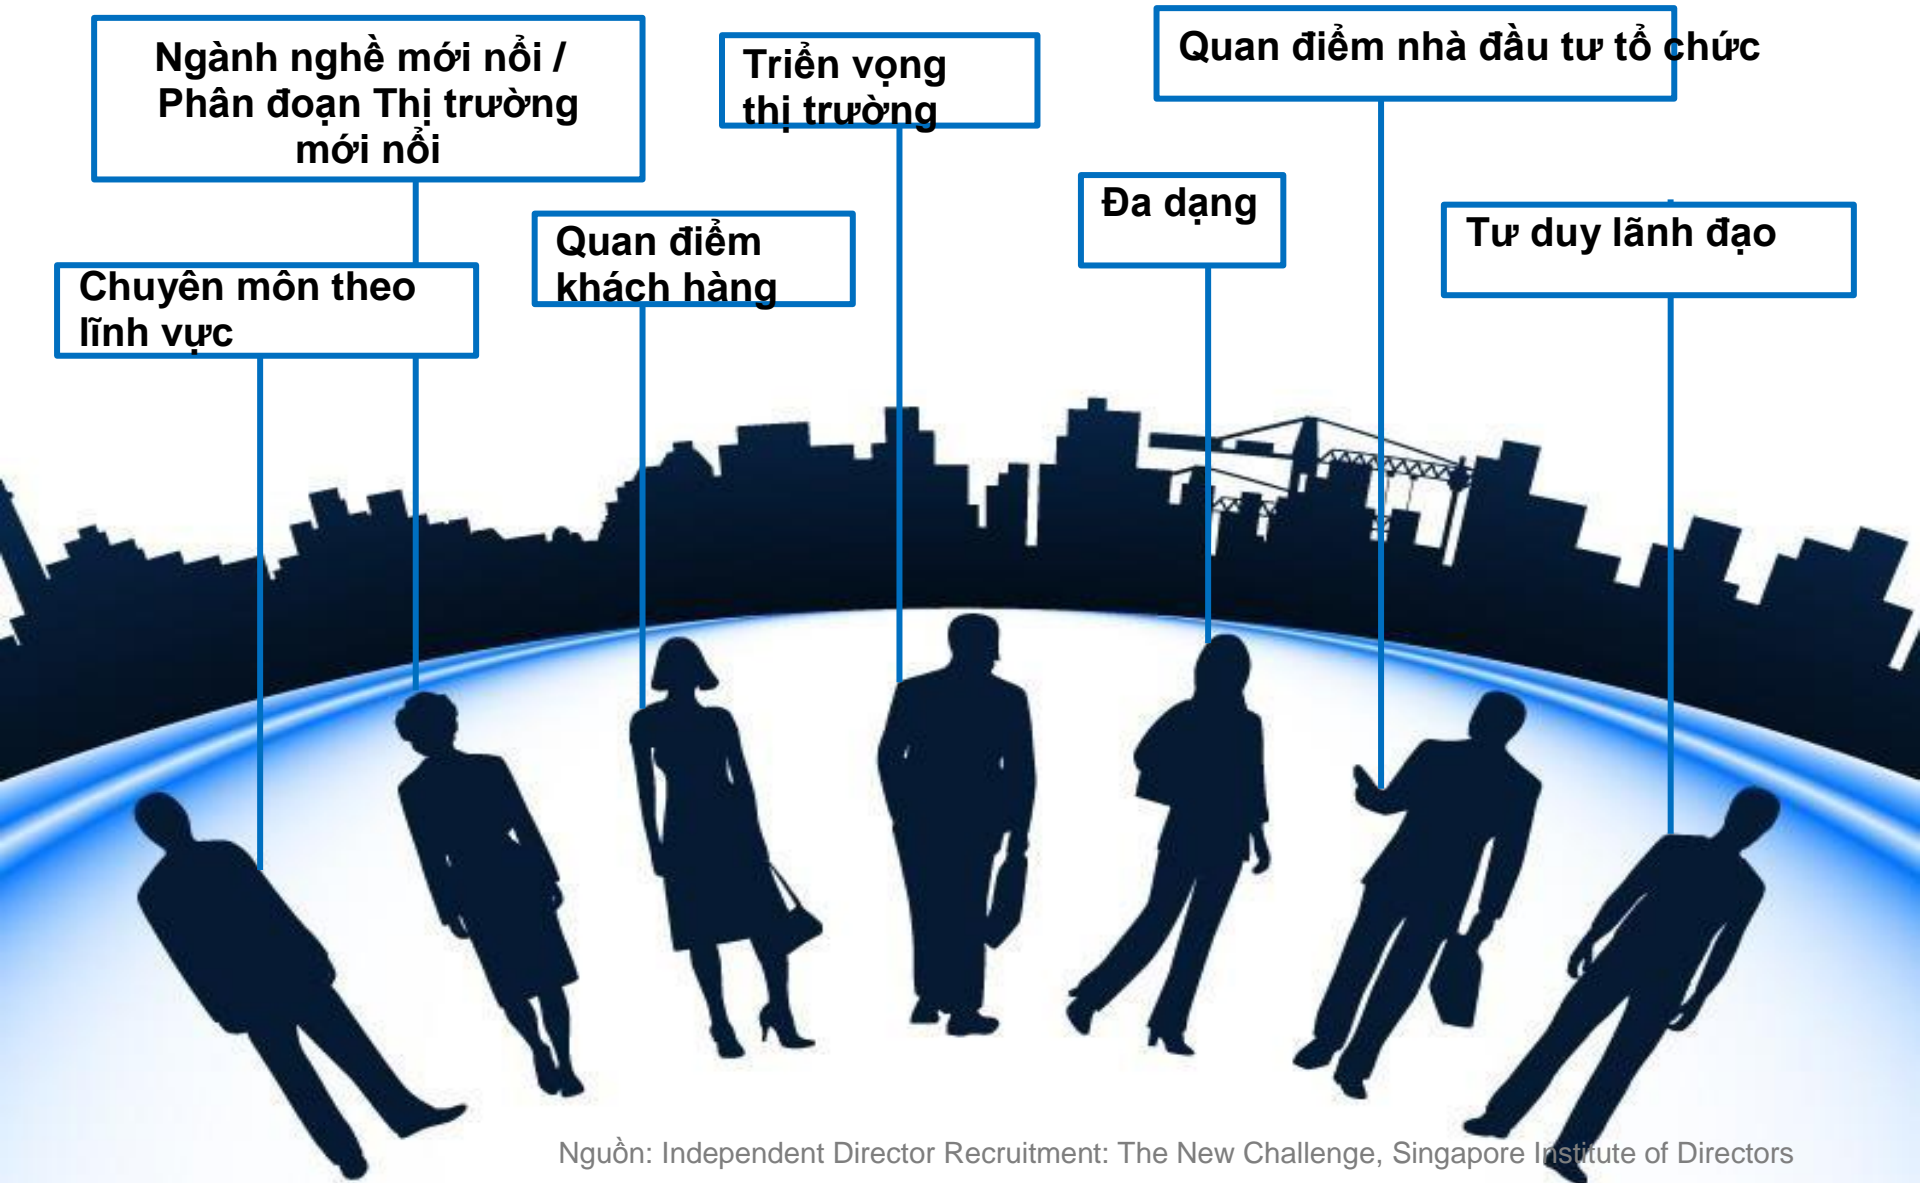 Ngành nghề mới nổi /
Phân đoạn Thị trường
mới nổi
Triển vọng
thị trường
Quan điểm nhà đầu tư tổ chức
Đa dạng
Tư duy lãnh đạo
Quan điểm
khách hàng
Chuyên môn theo
lĩnh vực
Nguồn: Independent Director Recruitment: The New Challenge, Singapore Institute of Directors